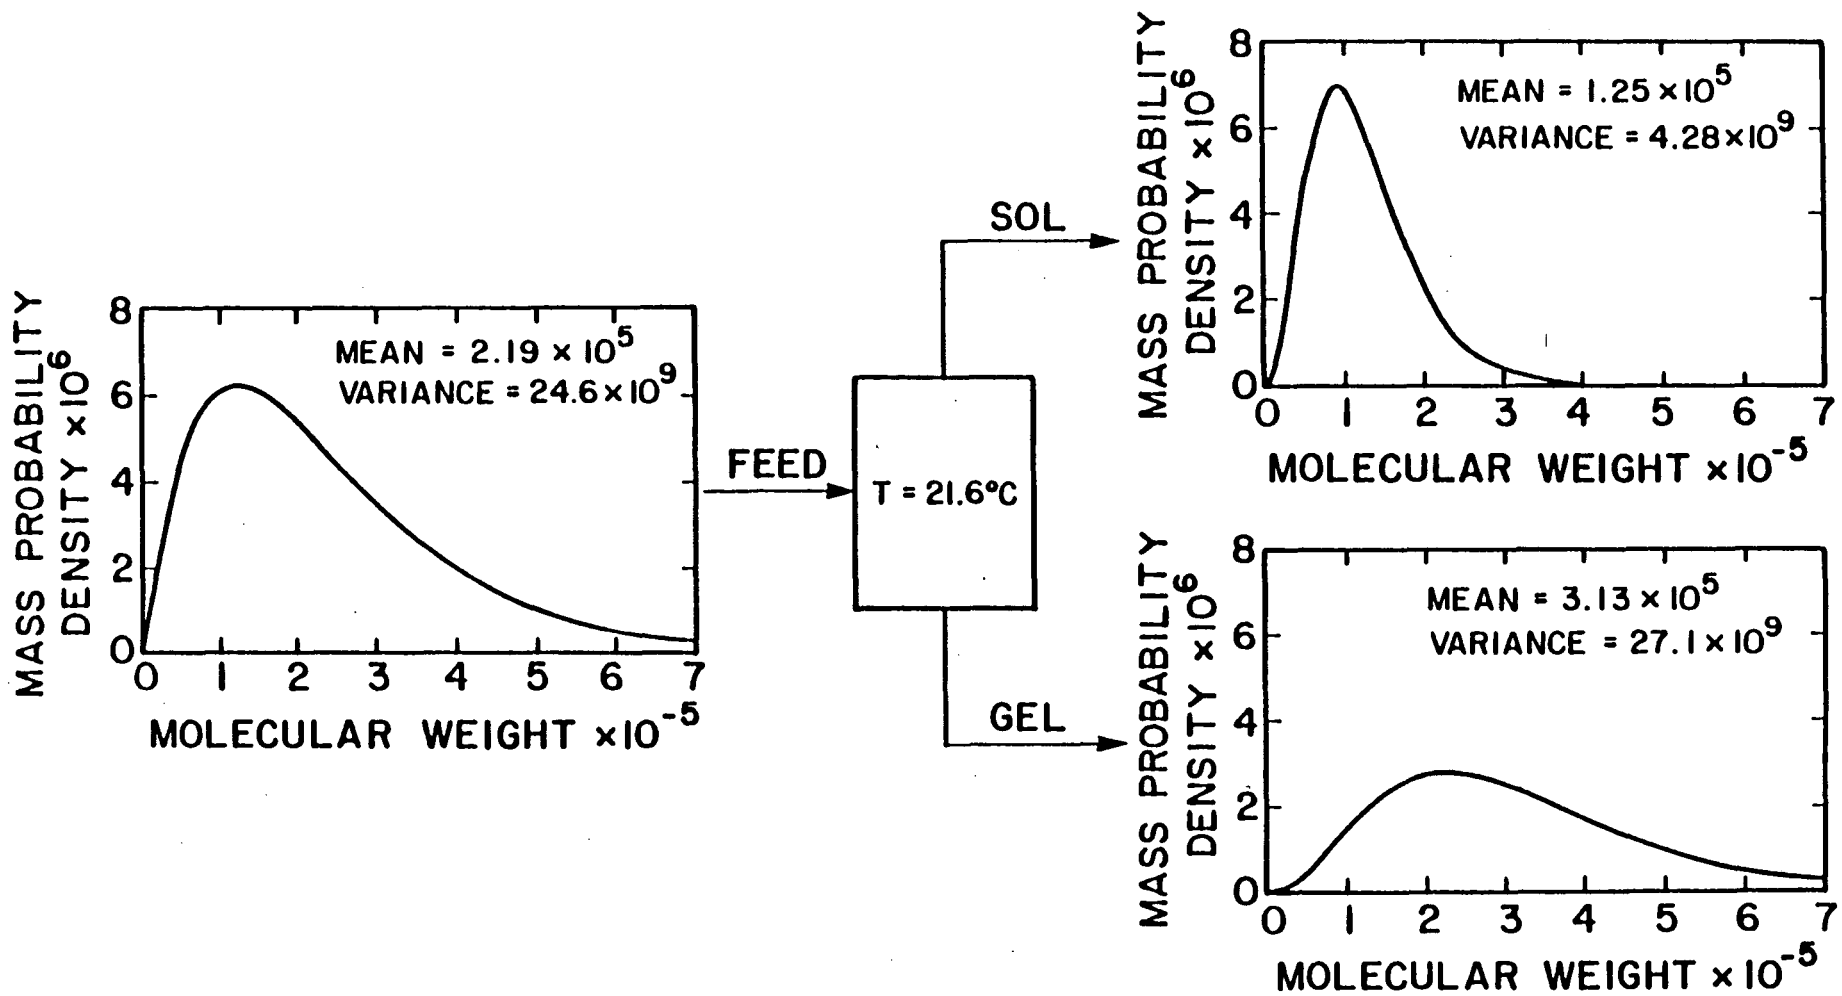 MASS PROBABILITY
DENSITY ×10⁶
8
6
4
2
0
MEAN = 2.19 × 10⁵
VARIANCE = 24.6×10⁹
0 1 2 3 4 5 6 7
MOLECULAR WEIGHT ×10⁻⁵
FEED
T = 21.6°C
SOL
GEL
MASS PROBABILITY
DENSITY ×10⁶
8
6
4
2
0
MEAN = 1.25 ×10⁵
VARIANCE = 4.28×10⁹
0 1 2 3 4 5 6 7
MOLECULAR WEIGHT ×10⁻⁵
MASS PROBABILITY
DENSITY ×10⁶
8
6
4
2
0
MEAN = 3.13 × 10⁵
VARIANCE = 27.1 × 10⁹
0 1 2 3 4 5 6 7
MOLECULAR WEIGHT ×10⁻⁵